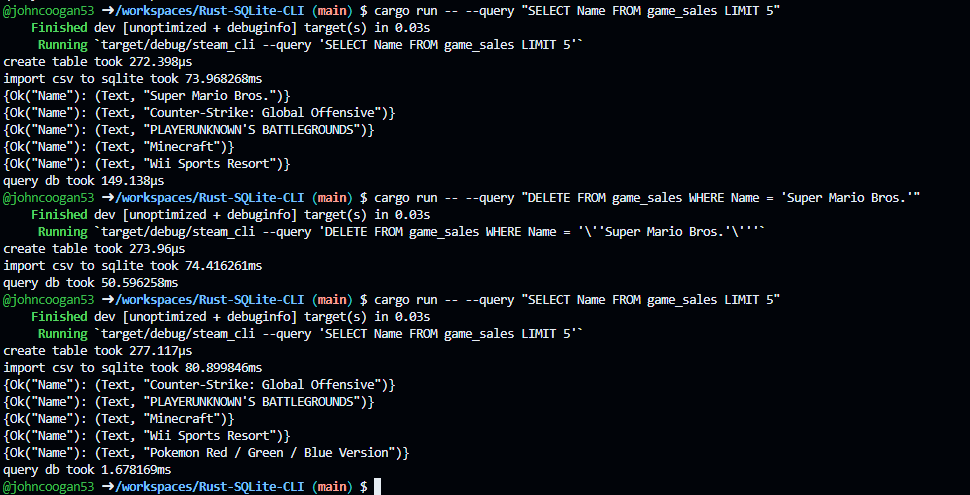 @johncoogan53 ➜/workspaces/Rust-SQLite-CLI (main) $ cargo run -- --query "SELECT Name FROM game_sales LIMIT 5"
Finished dev [unoptimized + debuginfo] target(s) in 0.03s
Running `target/debug/steam_cli --query 'SELECT Name FROM game_sales LIMIT 5'`
create table took 272.398µs
import csv to sqlite took 73.968268ms
{Ok("Name"): (Text, "Super Mario Bros.")}
{Ok("Name"): (Text, "Counter-Strike: Global Offensive")}
{Ok("Name"): (Text, "PLAYERUNKNOWN'S BATTLEGROUNDS")}
{Ok("Name"): (Text, "Minecraft")}
{Ok("Name"): (Text, "Wii Sports Resort")}
query db took 149.138µs
@johncoogan53 ➜/workspaces/Rust-SQLite-CLI (main) $ cargo run -- --query "DELETE FROM game_sales WHERE Name = 'Super Mario Bros.'"
Finished dev [unoptimized + debuginfo] target(s) in 0.03s
Running `target/debug/steam_cli --query 'DELETE FROM game_sales WHERE Name = '\''Super Mario Bros.'\'''`
create table took 273.96µs
import csv to sqlite took 74.416261ms
query db took 50.596258ms
@johncoogan53 ➜/workspaces/Rust-SQLite-CLI (main) $ cargo run -- --query "SELECT Name FROM game_sales LIMIT 5"
Finished dev [unoptimized + debuginfo] target(s) in 0.03s
Running `target/debug/steam_cli --query 'SELECT Name FROM game_sales LIMIT 5'`
create table took 277.117µs
import csv to sqlite took 80.899846ms
{Ok("Name"): (Text, "Counter-Strike: Global Offensive")}
{Ok("Name"): (Text, "PLAYERUNKNOWN'S BATTLEGROUNDS")}
{Ok("Name"): (Text, "Minecraft")}
{Ok("Name"): (Text, "Wii Sports Resort")}
{Ok("Name"): (Text, "Pokemon Red / Green / Blue Version")}
query db took 1.678169ms
@johncoogan53 ➜/workspaces/Rust-SQLite-CLI (main) $